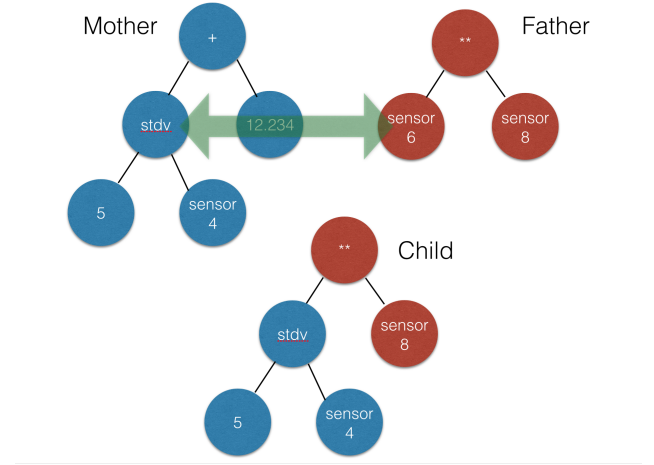 Mother
+
Father
**
stdv
12.234
sensor
6
sensor
8
5
sensor
4
**
Child
stdv
sensor
8
5
sensor
4